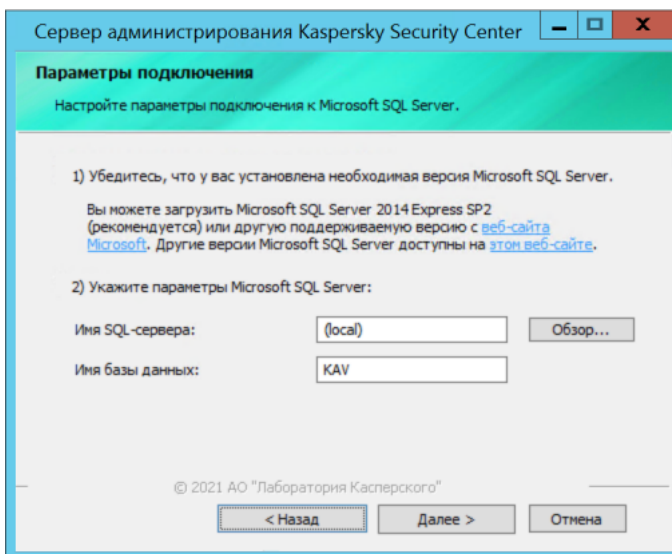 Сервер администрирования Kaspersky Security Center
Параметры подключения
Настройте параметры подключения к Microsoft SQL Server.
1) Убедитесь, что у вас установлена необходимая версия Microsoft SQL Server.
Вы можете загрузить Microsoft SQL Server 2014 Express SP2
(рекомендуется) или другую поддерживаемую версию с веб-сайта
Microsoft. Другие версии Microsoft SQL Server доступны на этом веб-сайте.
2) Укажите параметры Microsoft SQL Server:
Имя SQL-сервера: (local) Обзор...
Имя базы данных: KAV
© 2021 АО "Лаборатория Касперского"
< Назад Далее > Отмена